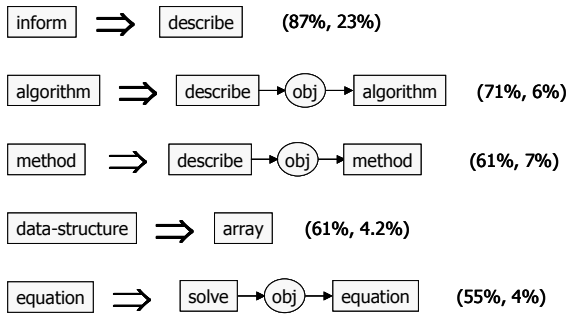 inform describe (87%, 23%)
algorithm describe obj algorithm (71%, 6%)
method describe obj method (61%, 7%)
data-structure array (61%, 4.2%)
equation solve obj equation (55%, 4%)